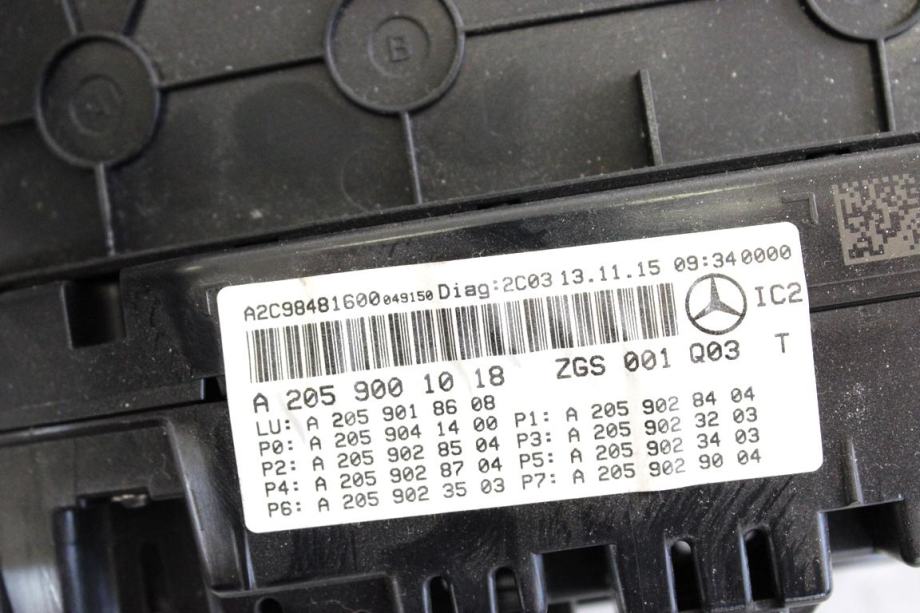 A
B
A2C98481600049150 Diag:2C03 13.11.15 09:340000
IC2
A 205 900 10 18 ZGS 001 Q03 T
LU: A 205 901 86 08
P0: A 205 904 14 00 P1: A 205 902 84 04
P2: A 205 902 85 04 P3: A 205 902 32 03
P4: A 205 902 87 04 P5: A 205 902 34 03
P6: A 205 902 35 03 P7: A 205 902 90 04